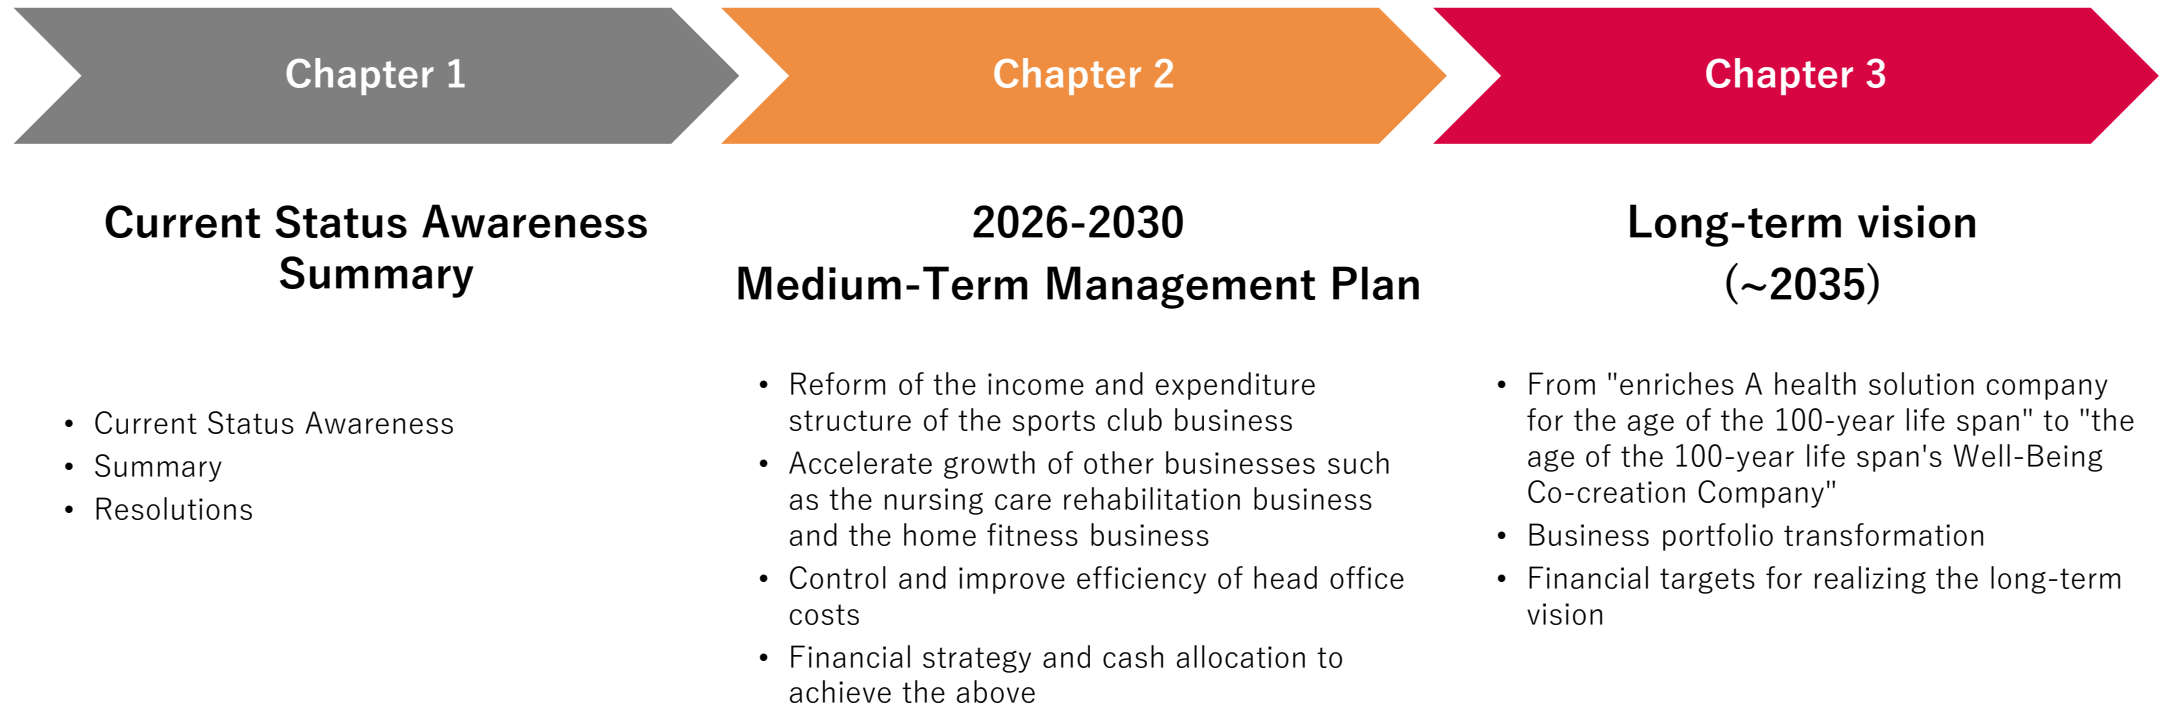 Chapter 1
Current Status Awareness
Summary
• Current Status Awareness
• Summary
• Resolutions
Chapter 2
2026-2030
Medium-Term Management Plan
• Reform of the income and expenditure
structure of the sports club business
• Accelerate growth of other businesses such
as the nursing care rehabilitation business
and the home fitness business
• Control and improve efficiency of head office
costs
• Financial strategy and cash allocation to
achieve the above
Chapter 3
Long-term vision
(~2035)
• From "enriches A health solution company
for the age of the 100-year life span" to "the
age of the 100-year life span's Well-Being
Co-creation Company"
• Business portfolio transformation
• Financial targets for realizing the long-term
vision